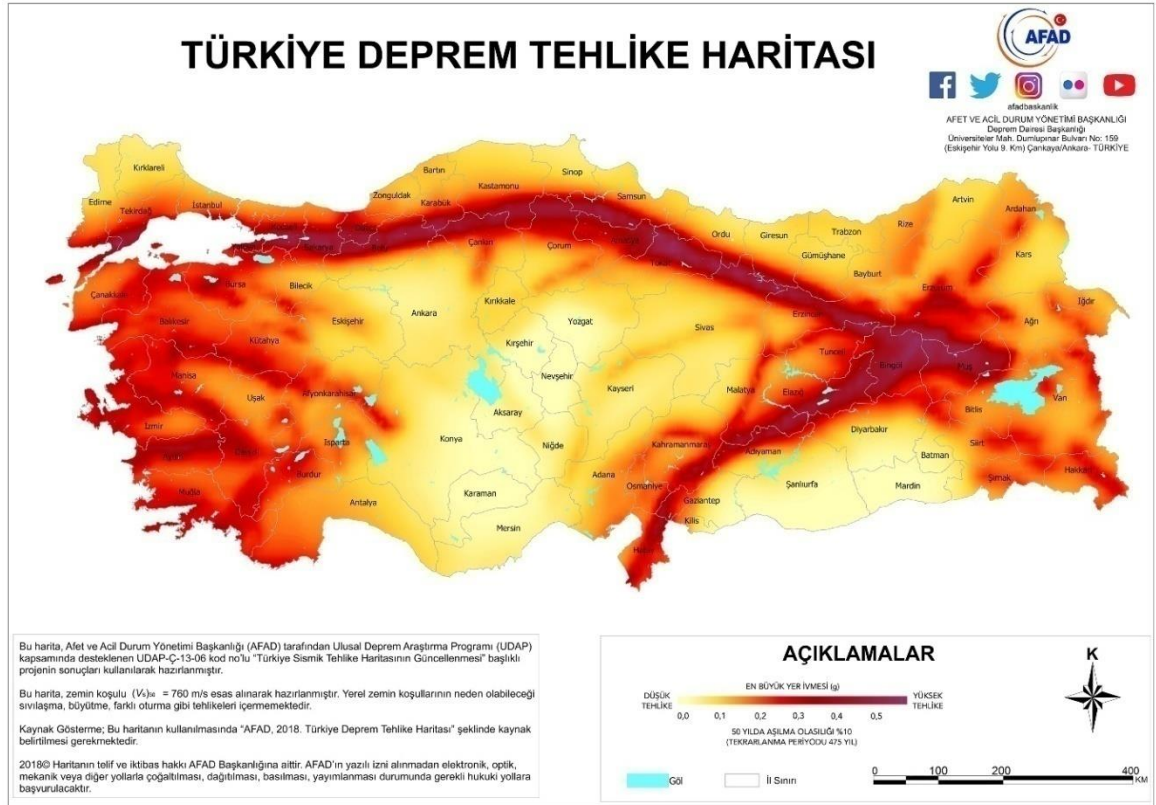 TÜRKİYE DEPREM TEHLİKE HARİTASI
AFAD
afadbaskanlik
AFET VE ACİL DURUM YÖNETİMİ BAŞKANLIĞI
Deprem Dairesi Başkanlığı
Üniversiteler Mah. Dumlupınar Bulvarı No: 159
(Eskişehir Yolu 9. Km) Çankaya/Ankara- TÜRKİYE
Kırklareli
Edirne
Tekirdağ
İstanbul
Zonguldak
Bartın
Karabük
Kastamonu
Sinop
Samsun
Ordu
Giresun
Trabzon
Gümüşhane
Bayburt
Rize
Artvin
Ardahan
Kars
Iğdır
Ağrı
Erzurum
Erzincan
Çanakkale
Balıkesir
Bursa
Bilecik
Kütahya
Eskişehir
Ankara
Çankırı
Çorum
Kırıkkale
Yozgat
Sivas
Kırşehir
Nevşehir
Kayseri
Aksaray
Niğde
Konya
Karaman
Mersin
Antalya
Burdur
Isparta
Afyonkarahisar
Uşak
Manisa
İzmir
Aydın
Denizli
Muğla
Adana
Osmaniye
Hatay
Kilis
Gaziantep
Kahramanmaraş
Adıyaman
Malatya
Elazığ
Tunceli
Bingöl
Muş
Bitlis
Van
Siirt
Şırnak
Hakkari
Diyarbakır
Batman
Mardin
Şanlıurfa
Bu harita, Afet ve Acil Durum Yönetimi Başkanlığı (AFAD) tarafından Ulusal Deprem Araştırma Programı (UDAP)
kapsamında desteklenen UDAP-Ç-13-06 kod no'lu "Türkiye Sismik Tehlike Haritasının Güncellenmesi" başlıklı
projenin sonuçları kullanılarak hazırlanmıştır.
Bu harita, zemin koşulu (Vs)30 = 760 m/s esas alınarak hazırlanmıştır. Yerel zemin koşullarının neden olabileceği
sıvılaşma, büyütme, farklı oturma gibi tehlikeleri içermemektedir.
Kaynak Gösterme; Bu haritanın kullanılmasında "AFAD, 2018. Türkiye Deprem Tehlike Haritası" şeklinde kaynak
belirtilmesi gerekmektedir.
2018© Haritanın telif ve iktibas hakkı AFAD Başkanlığına aittir. AFAD'ın yazılı izni alınmadan elektronik, optik,
mekanik veya diğer yollarla çoğaltılması, dağıtılması, basılması, yayımlanması durumunda gerekli hukuki yollara
başvurulacaktır.
AÇIKLAMALAR
EN BÜYÜK YER İVMESİ (g)
DÜŞÜK
TEHLİKE
YÜKSEK
TEHLİKE
0,0 0,1 0,2 0,3 0,4 0,5
50 YILDA AŞILMA OLASILIĞI %10
(TEKRARLANMA PERİYODU 475 YIL)
Göl
İl Sınırı
K
0 100 200 400
KM